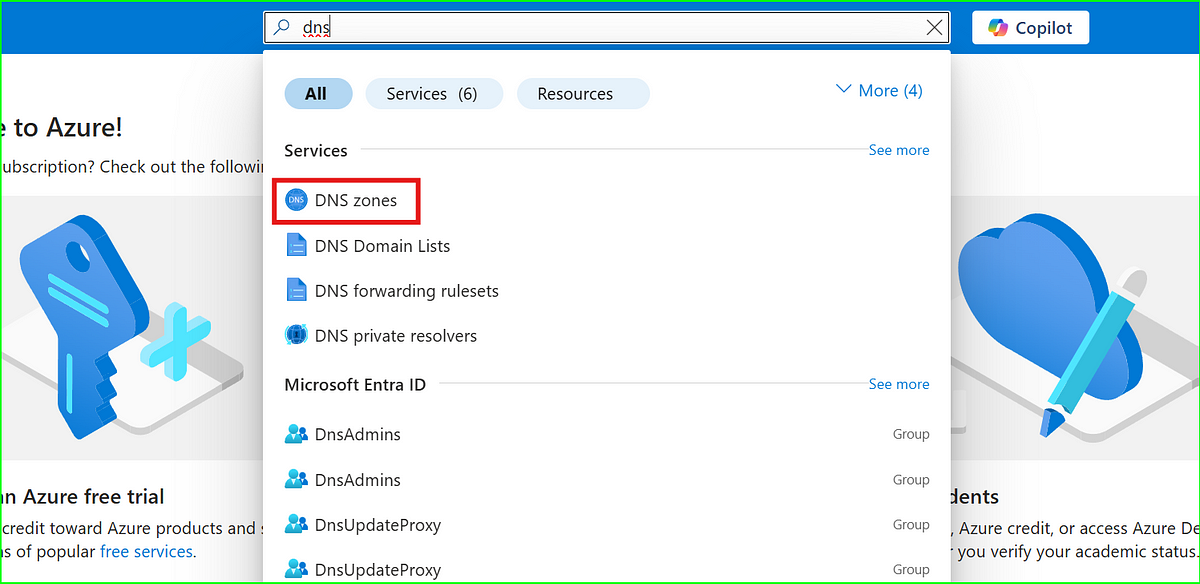 dns
Copilot
All
Services (6)
Resources
More (4)
to Azure!
Services
See more
ubscription? Check out the followin
DNS
DNS zones
DNS Domain Lists
DNS forwarding rulesets
DNS private resolvers
Microsoft Entra ID
See more
DnsAdmins
Group
DnsAdmins
Group
an Azure free trial
dents
DnsUpdateProxy
Group
credit toward Azure products and
, Azure credit, or access Azure De
of popular free services.
you verify your academic status.
DnsUpdateProxy
Group